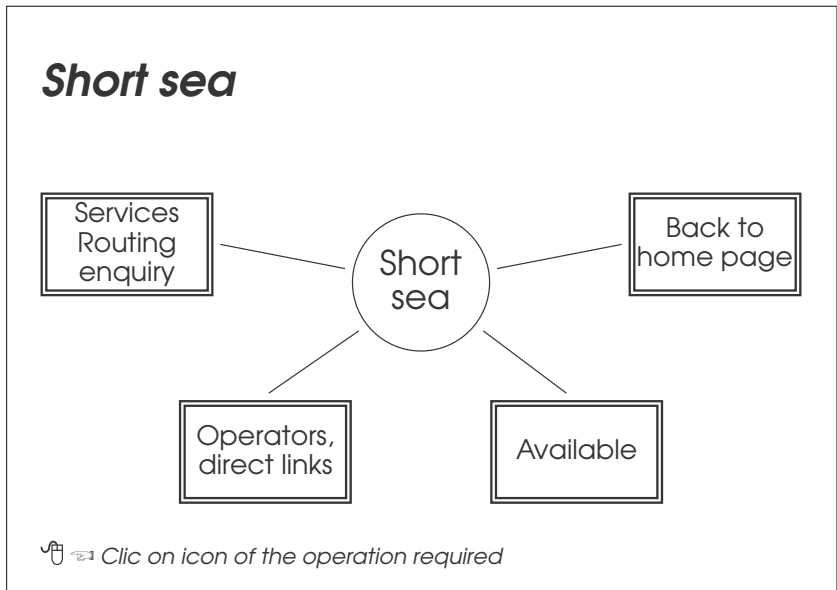 Short sea
Services
Routing
enquiry
Short
sea
Back to
home page
Operators,
direct links
Available
Clic on icon of the operation required